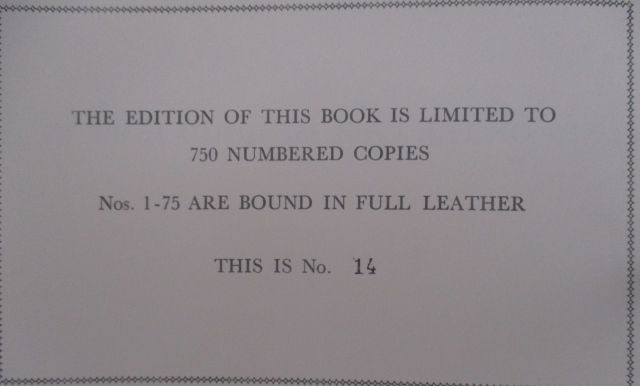 THE EDITION OF THIS BOOK IS LIMITED TO
750 NUMBERED COPIES
Nos. 1-75 ARE BOUND IN FULL LEATHER
THIS IS No. 14